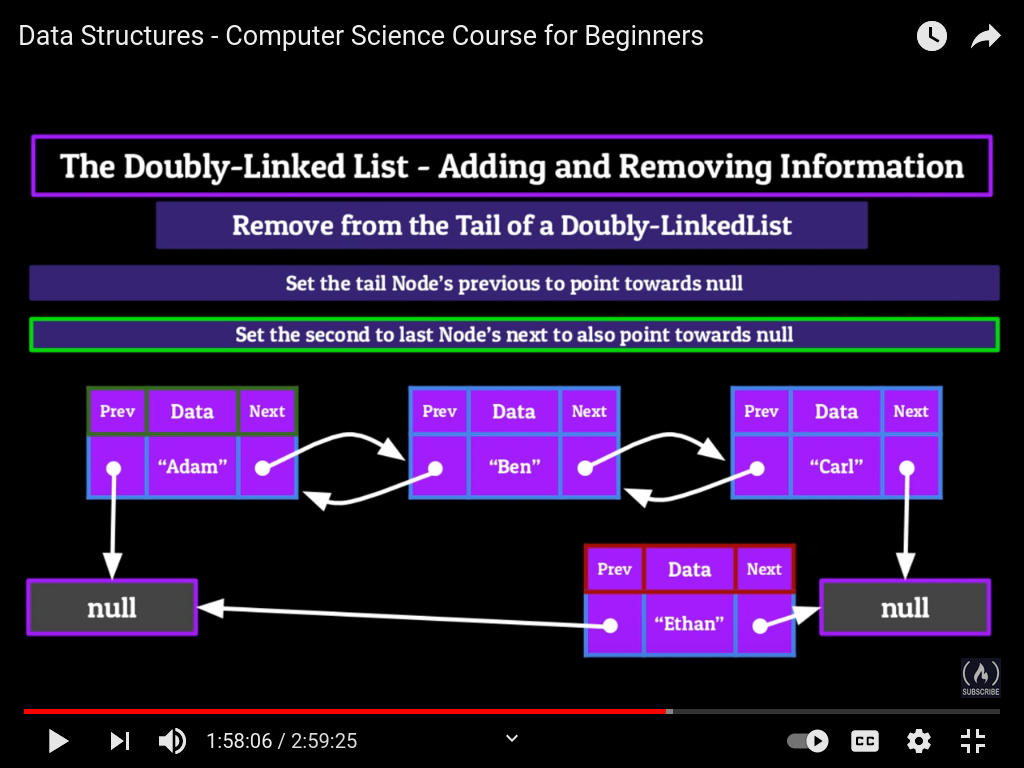 Data Structures - Computer Science Course for Beginners
The Doubly-Linked List - Adding and Removing Information
Remove from the Tail of a Doubly-LinkedList
Set the tail Node's previous to point towards null
Set the second to last Node's next to also point towards null
Prev Data Next Prev Data Next Prev Data Next
“Adam” “Ben” “Carl”
Prev Data Next
null “Ethan” null
SUBSCRIBE
1:58:06 / 2:59:25 CC